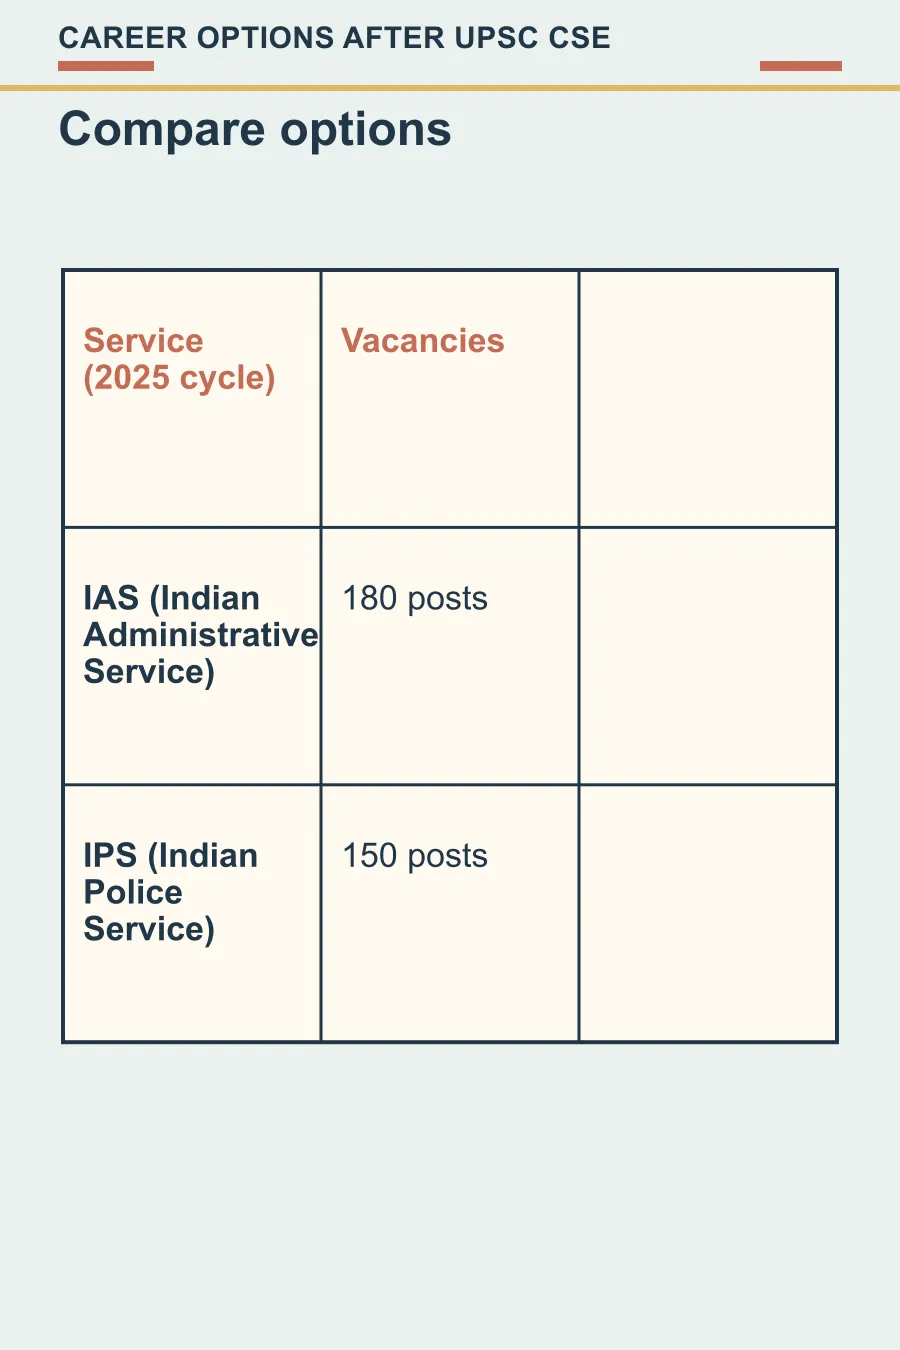 CAREER OPTIONS AFTER UPSC CSE
Compare options
Service
(2025 cycle)
Vacancies
IAS (Indian
Administrative
Service)
180 posts
IPS (Indian
Police
Service)
150 posts